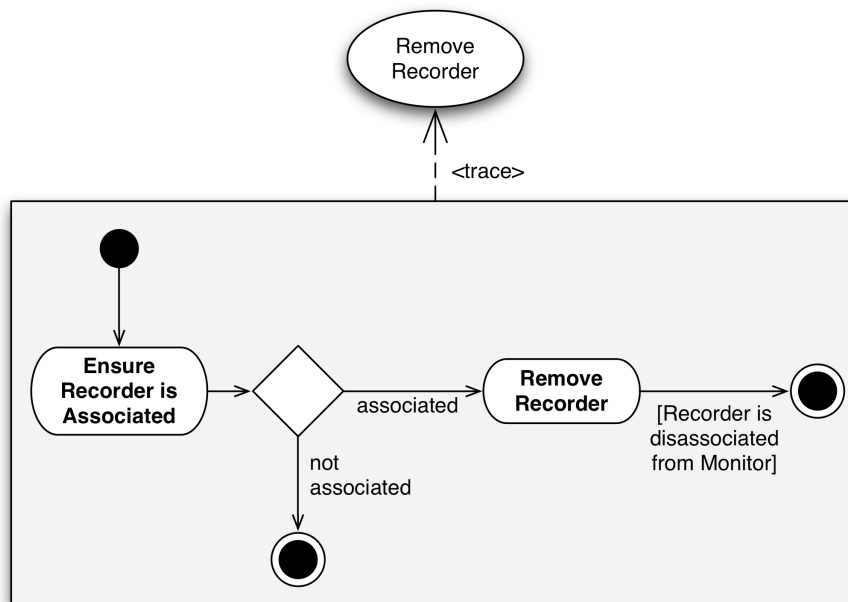 Remove
Recorder
<trace>
Ensure
Recorder is
Associated
associated
Remove
Recorder
[Recorder is
disassociated
from Monitor]
not
associated